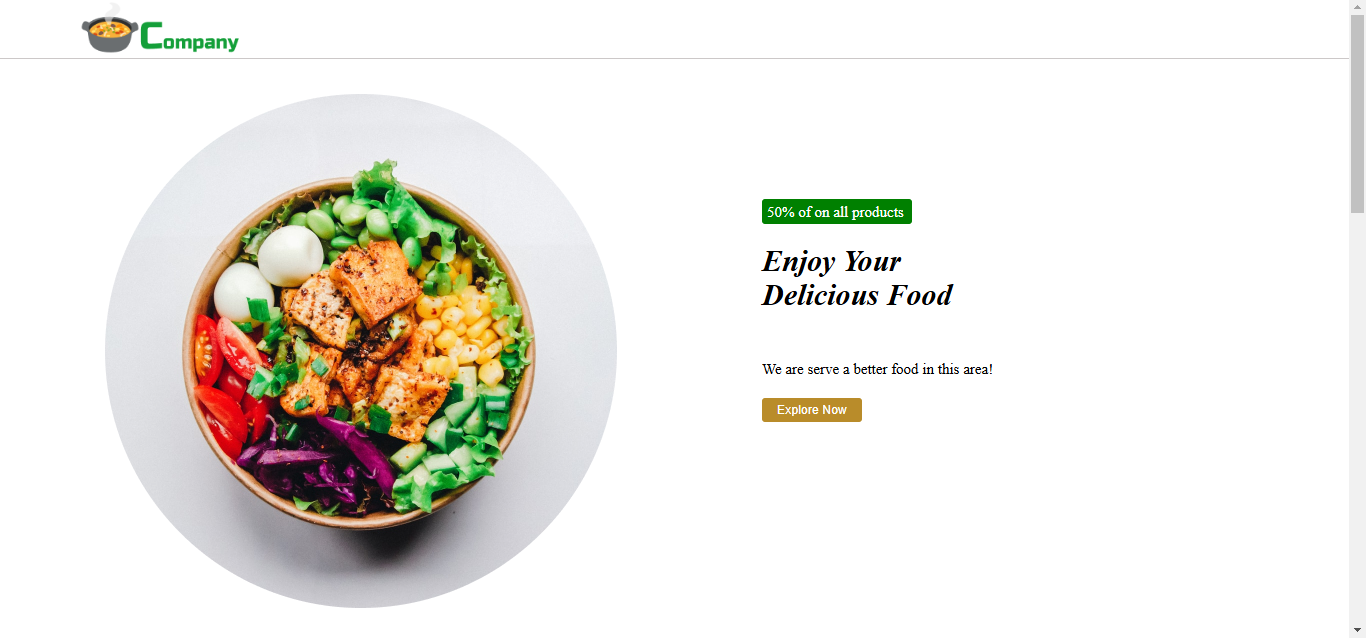 Company
50% of on all products
Enjoy Your
Delicious Food
We are serve a better food in this area!
Explore Now